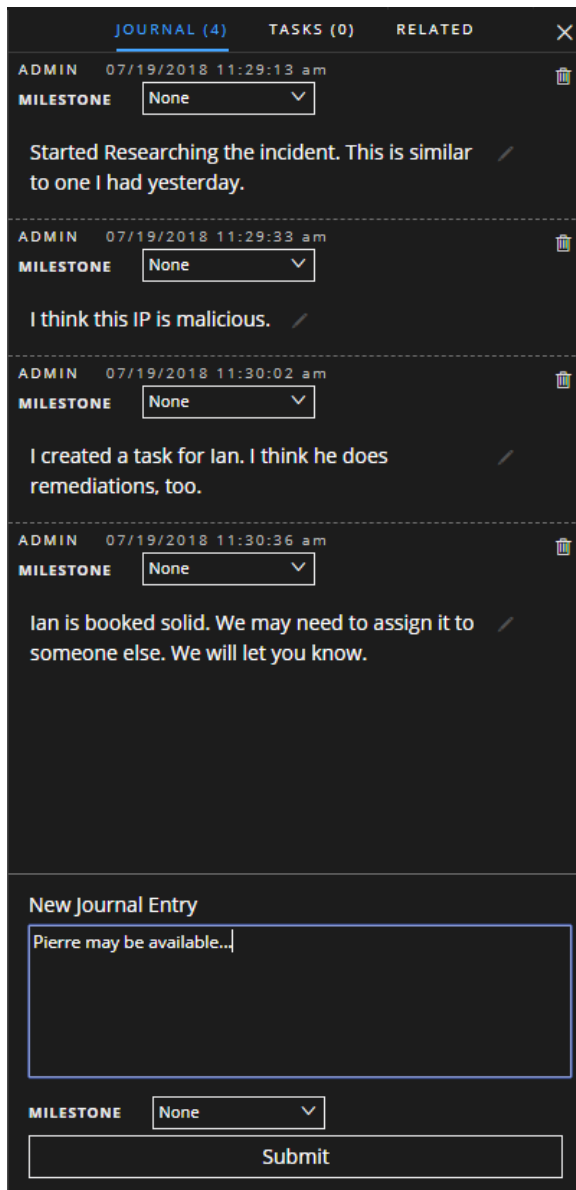 JOURNAL (4) TASKS (0) RELATED
ADMIN 07/19/2018 11:29:13 am
MILESTONE None
Started Researching the incident. This is similar
to one I had yesterday.
ADMIN 07/19/2018 11:29:33 am
MILESTONE None
I think this IP is malicious.
ADMIN 07/19/2018 11:30:02 am
MILESTONE None
I created a task for Ian. I think he does
remediations, too.
ADMIN 07/19/2018 11:30:36 am
MILESTONE None
Ian is booked solid. We may need to assign it to
someone else. We will let you know.
New Journal Entry
Pierre may be available...
MILESTONE None
Submit